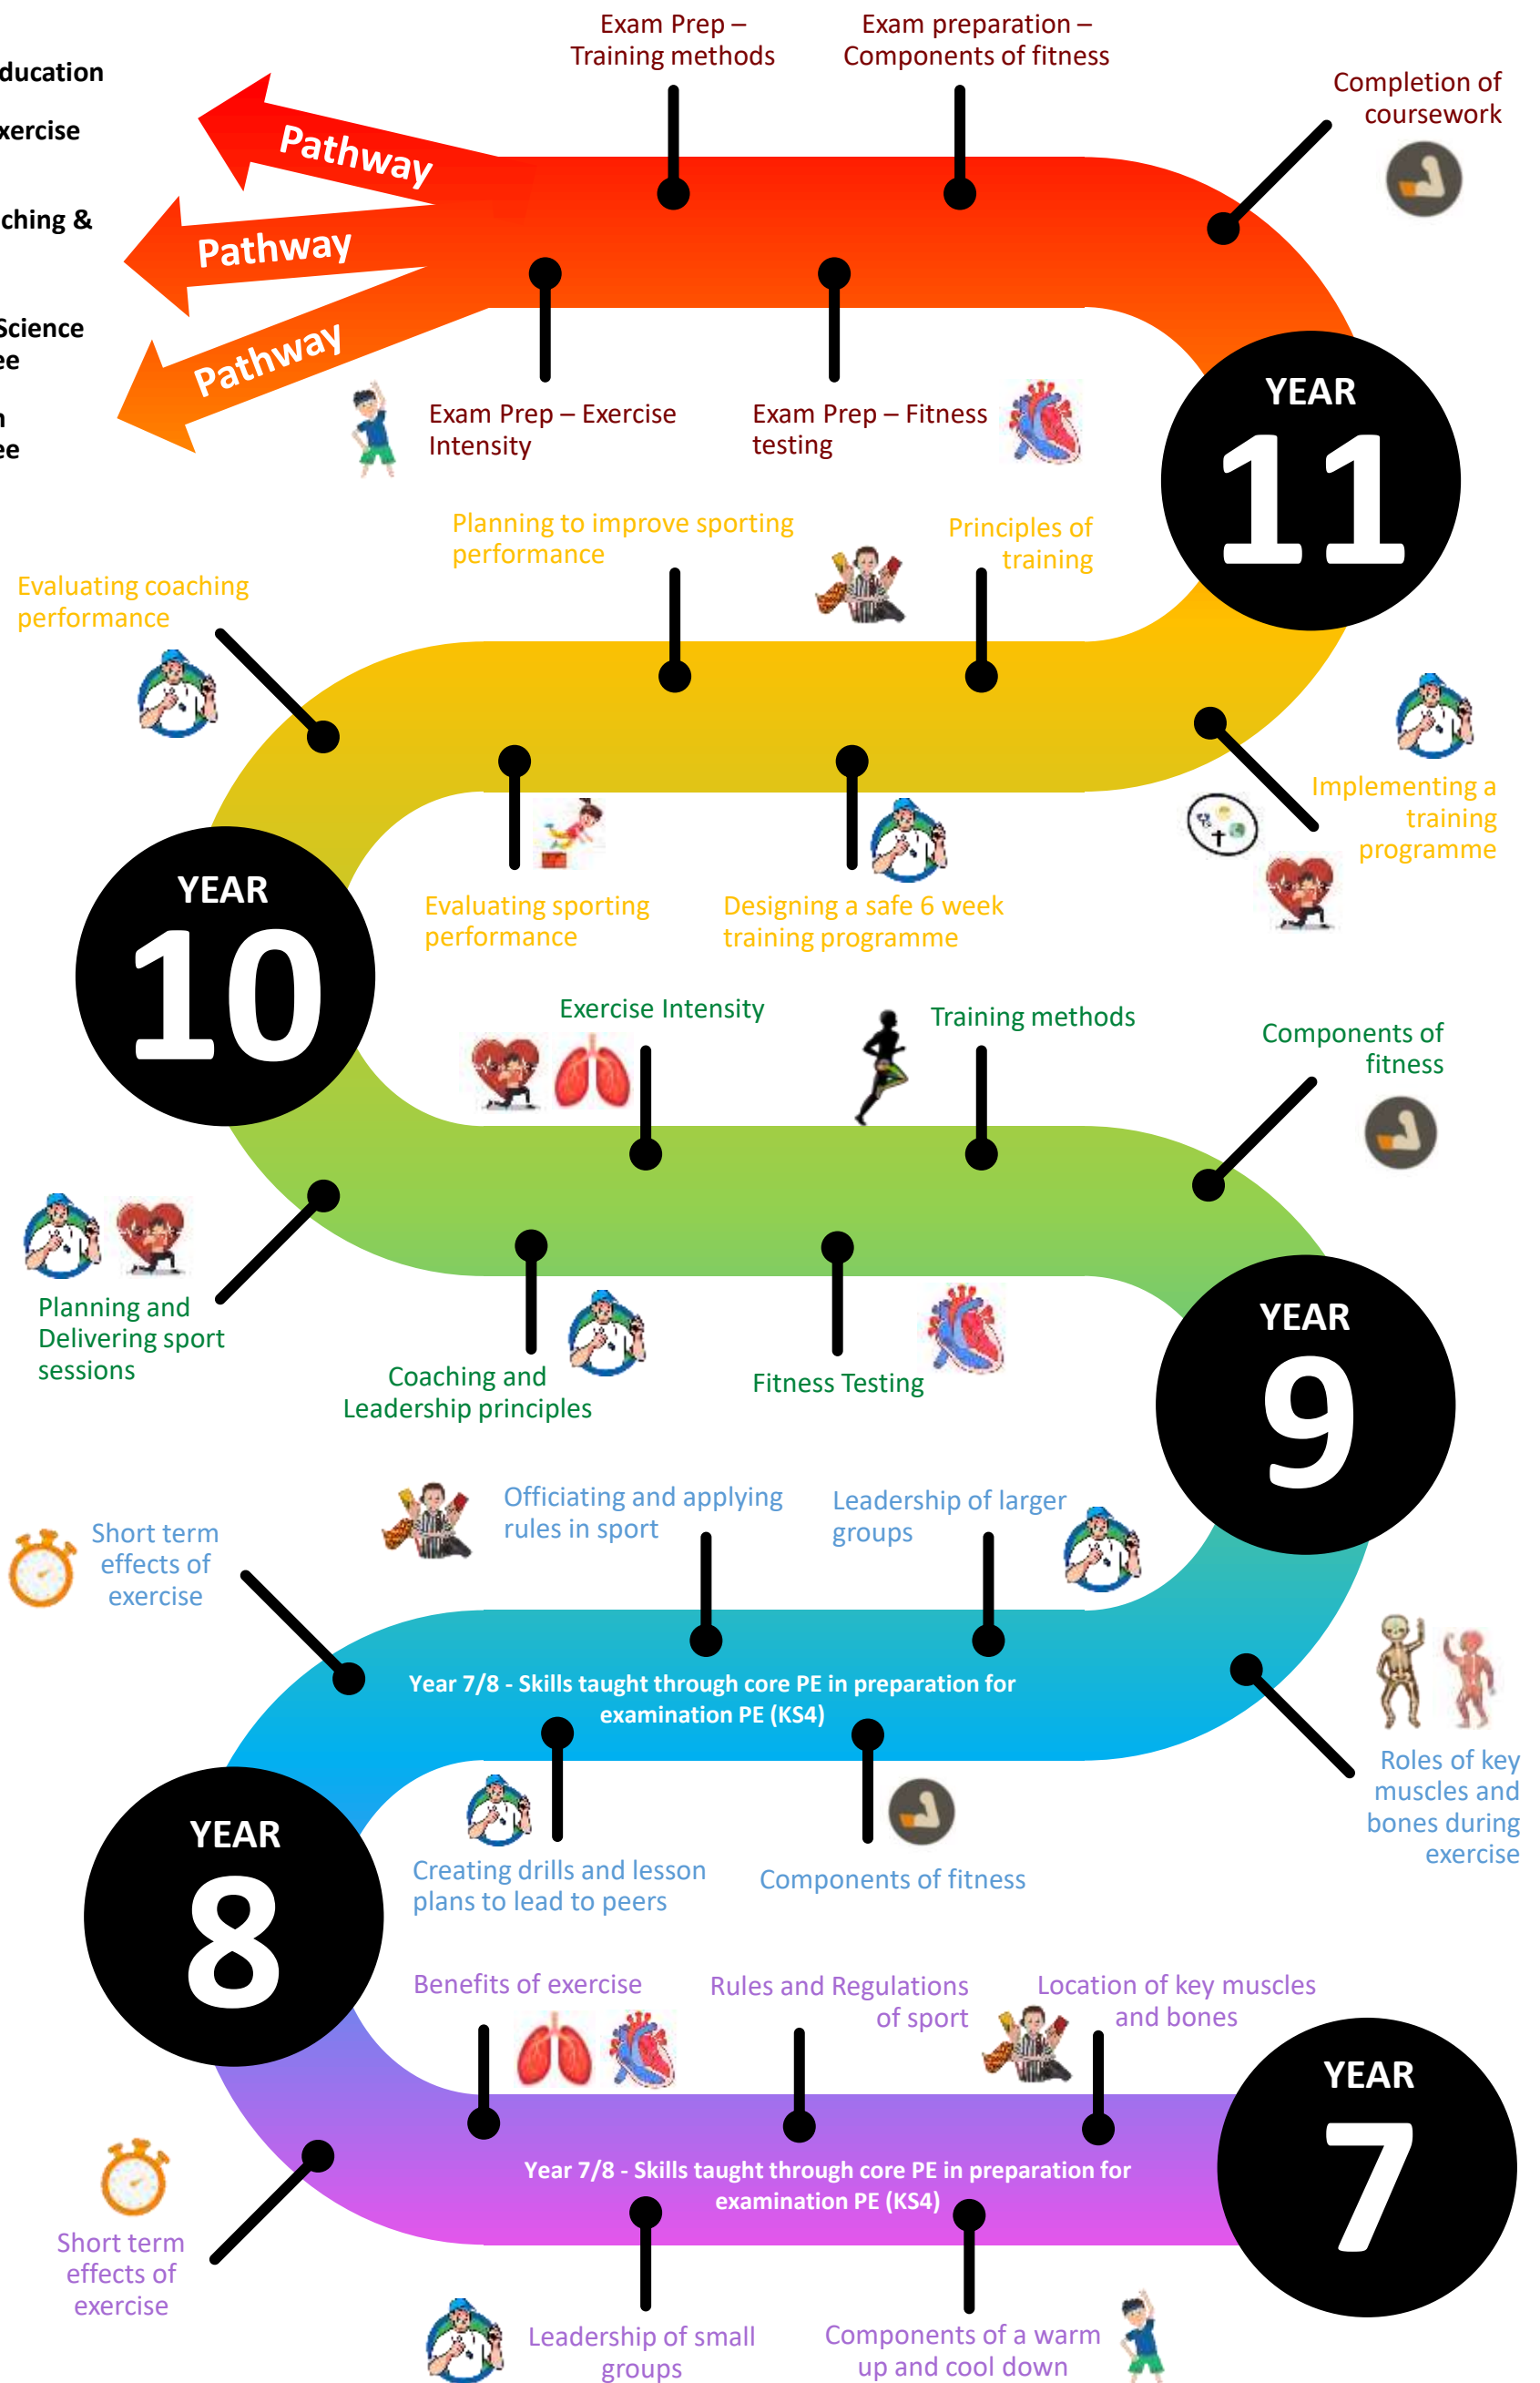 Exam Prep –
Training methods
Exam preparation –
Components of fitness
Completion of
coursework
ducation
xercise
ching &
Science
ee
n
ee
Pathway
Pathway
Pathway
Exam Prep – Exercise
Intensity
Exam Prep – Fitness
testing
YEAR
11
Planning to improve sporting
performance
Principles of
training
Evaluating coaching
performance
Implementing a
training
programme
Evaluating sporting
performance
Designing a safe 6 week
training programme
YEAR
10
Exercise Intensity
Training methods
Components of
fitness
Planning and
Delivering sport
sessions
Coaching and
Leadership principles
Fitness Testing
YEAR
9
Officiating and applying
rules in sport
Leadership of larger
groups
Short term
effects of
exercise
Year 7/8 - Skills taught through core PE in preparation for
examination PE (KS4)
Roles of key
muscles and
bones during
exercise
Creating drills and lesson
plans to lead to peers
Components of fitness
YEAR
8
Benefits of exercise
Rules and Regulations
of sport
Location of key muscles
and bones
YEAR
7
Year 7/8 - Skills taught through core PE in preparation for
examination PE (KS4)
Short term
effects of
exercise
Leadership of small
groups
Components of a warm
up and cool down